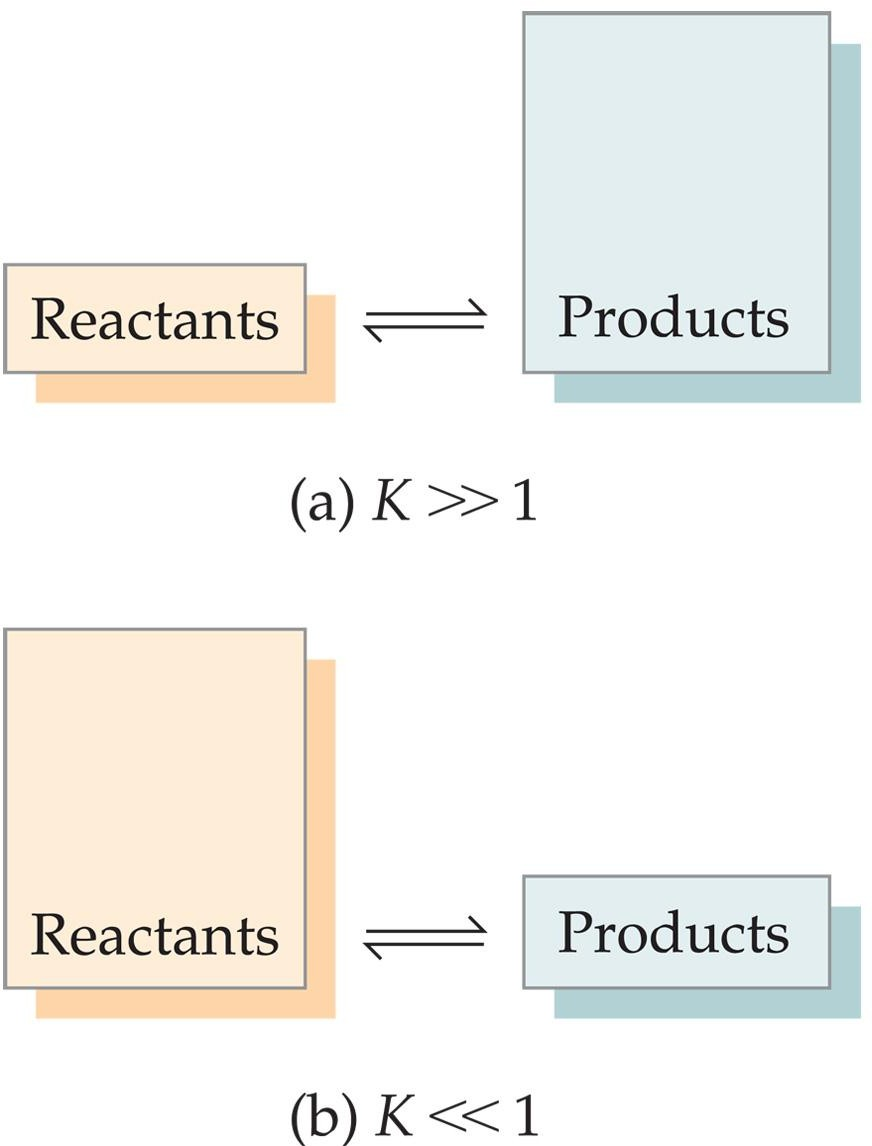 Reactants ⇌ Products
(a) K >> 1
Reactants ⇌ Products
(b) K << 1